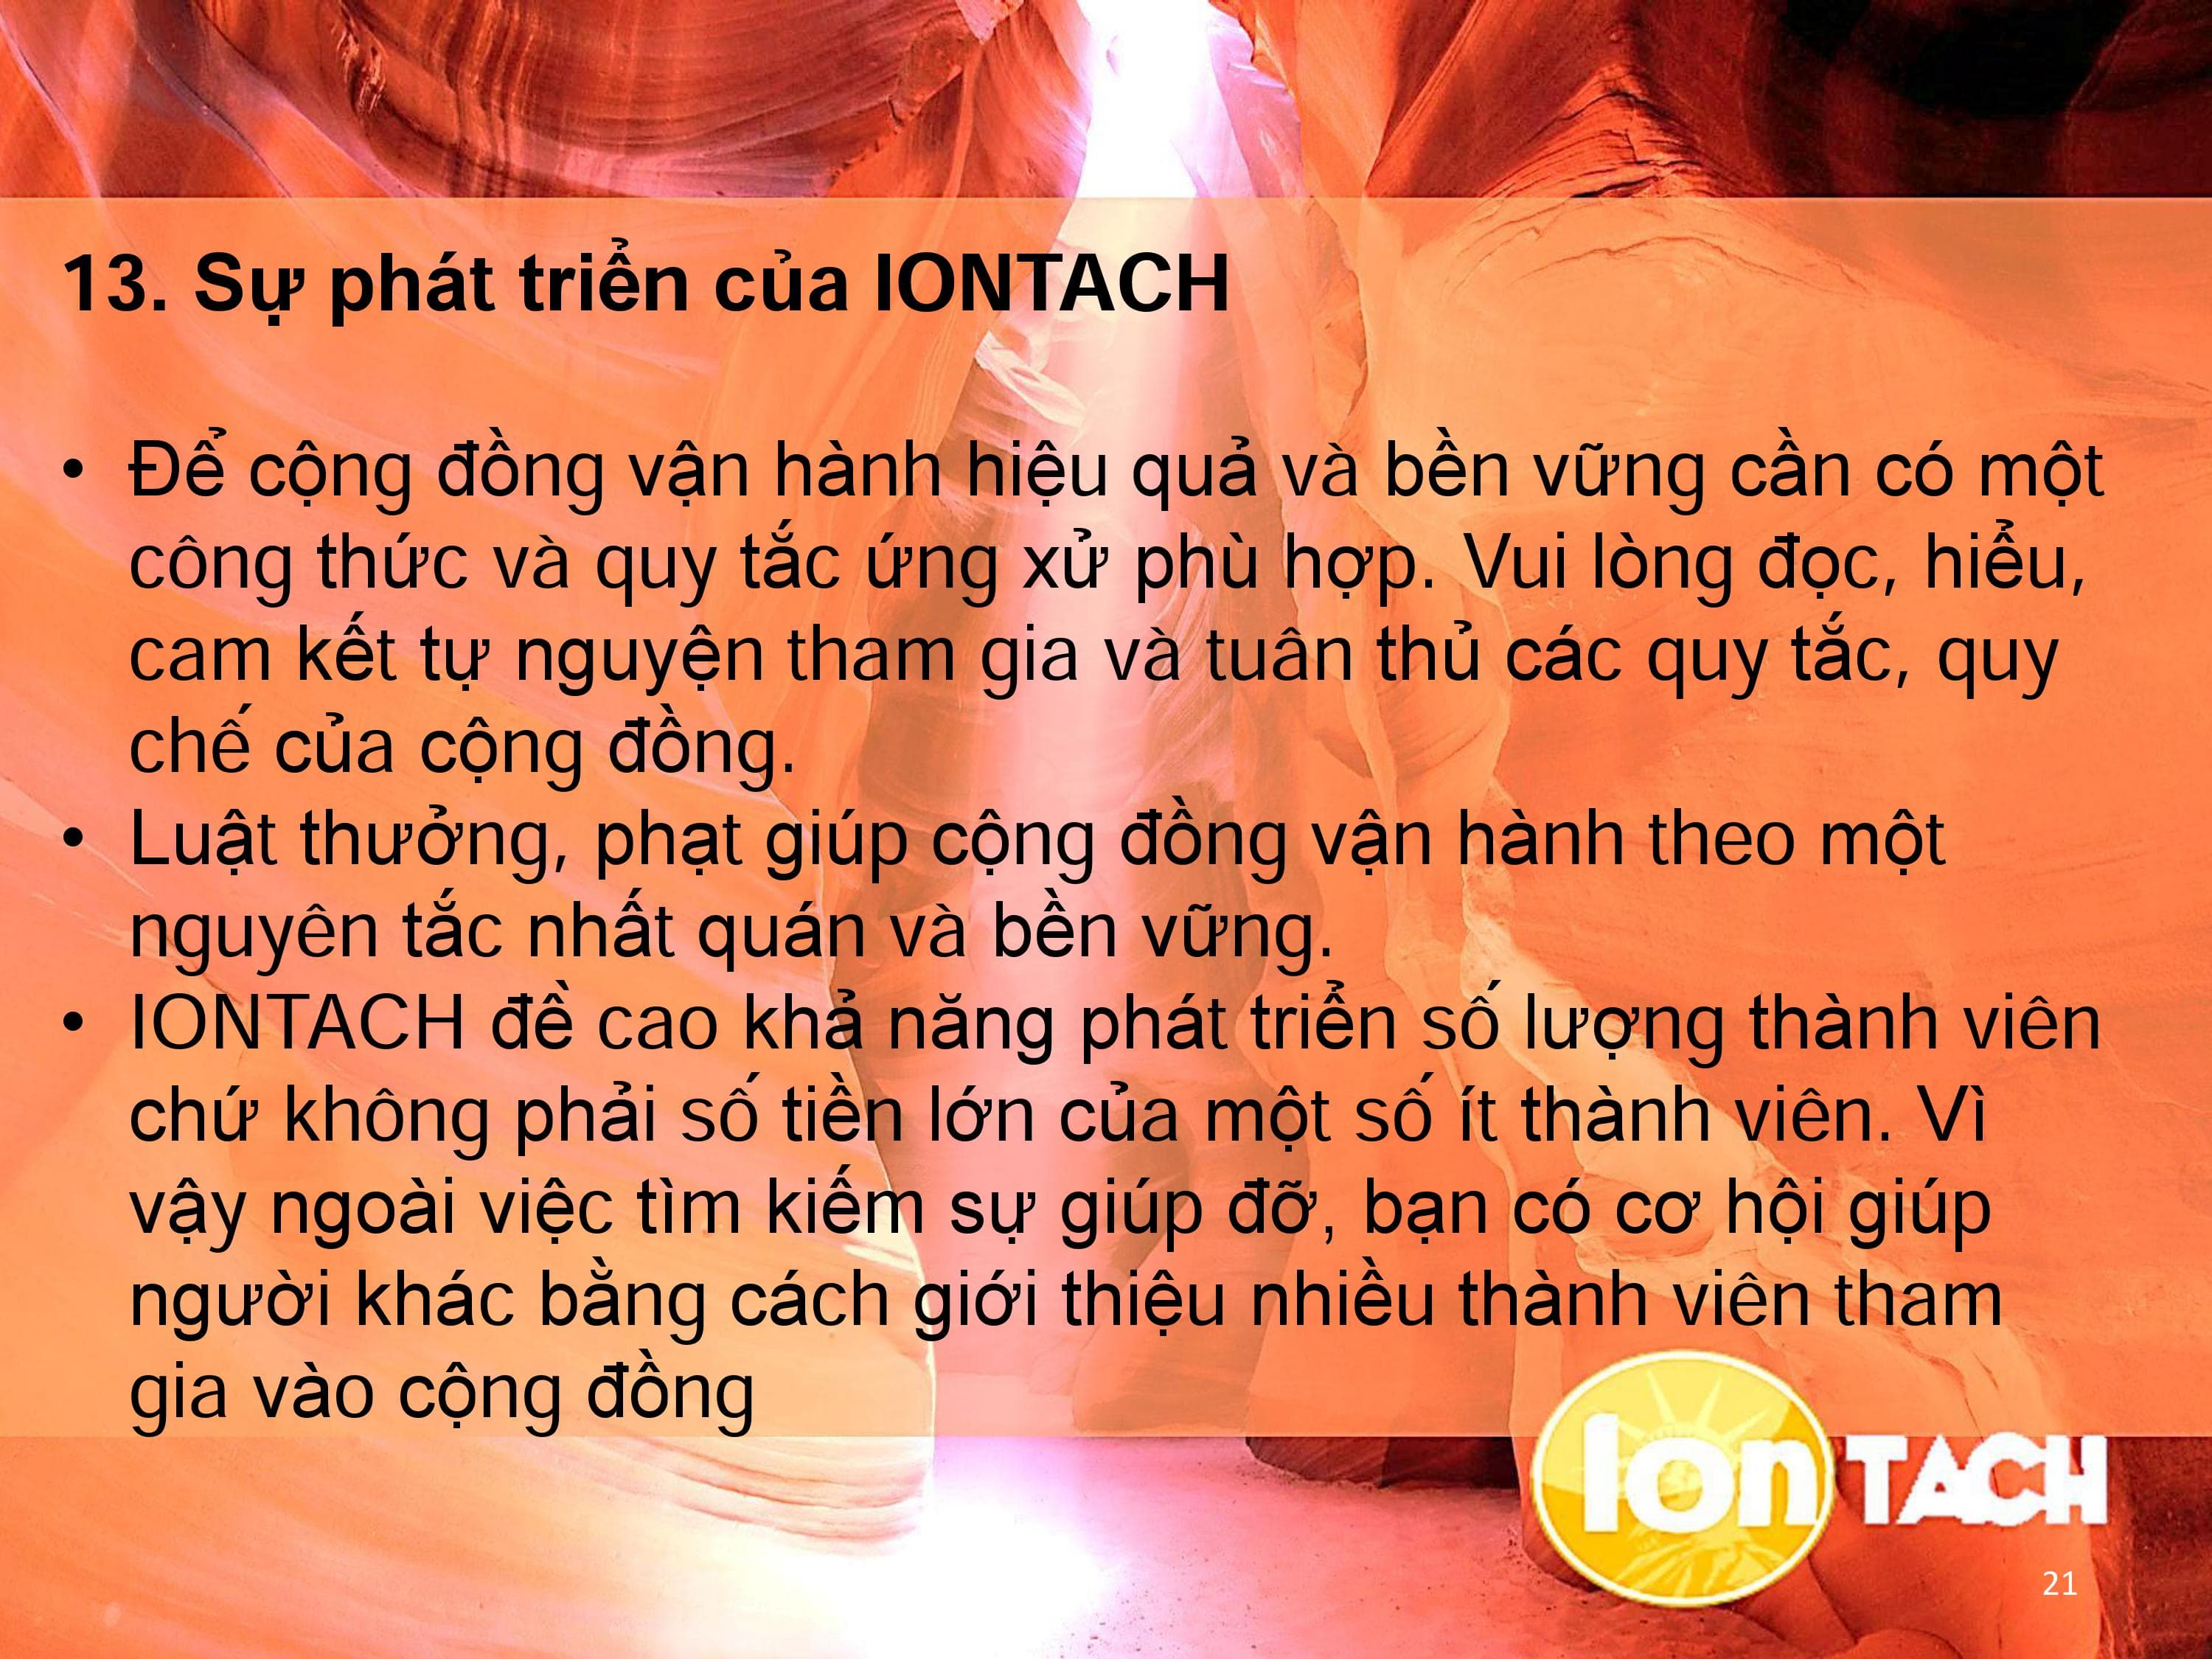 13. Sự phát triển của IONTACH
• Để cộng đồng vận hành hiệu quả và bền vững cần có một
công thức và quy tắc ứng xử phù hợp. Vui lòng đọc, hiểu,
cam kết tự nguyện tham gia và tuân thủ các quy tắc, quy
chế của cộng đồng.
• Luật thưởng, phạt giúp cộng đồng vận hành theo một
nguyên tắc nhất quán và bền vững.
• IONTACH đề cao khả năng phát triển số lượng thành viên
chứ không phải số tiền lớn của một số ít thành viên. Vì
vậy ngoài việc tìm kiếm sự giúp đỡ, bạn có cơ hội giúp
người khác bằng cách giới thiệu nhiều thành viên tham
gia vào cộng đồng
Ion TACH
21